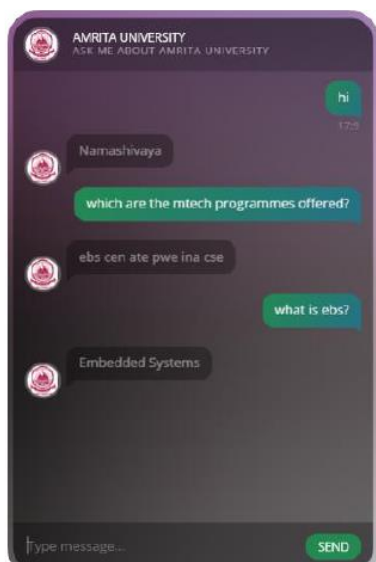 AMRITA UNIVERSITY
ASK ME ABOUT AMRITA UNIVERSITY
hi
Namashivaya
which are the mtech programmes offered?
ebs cen ate pwe ina cse
what is ebs?
Embedded Systems
Type message...
SEND